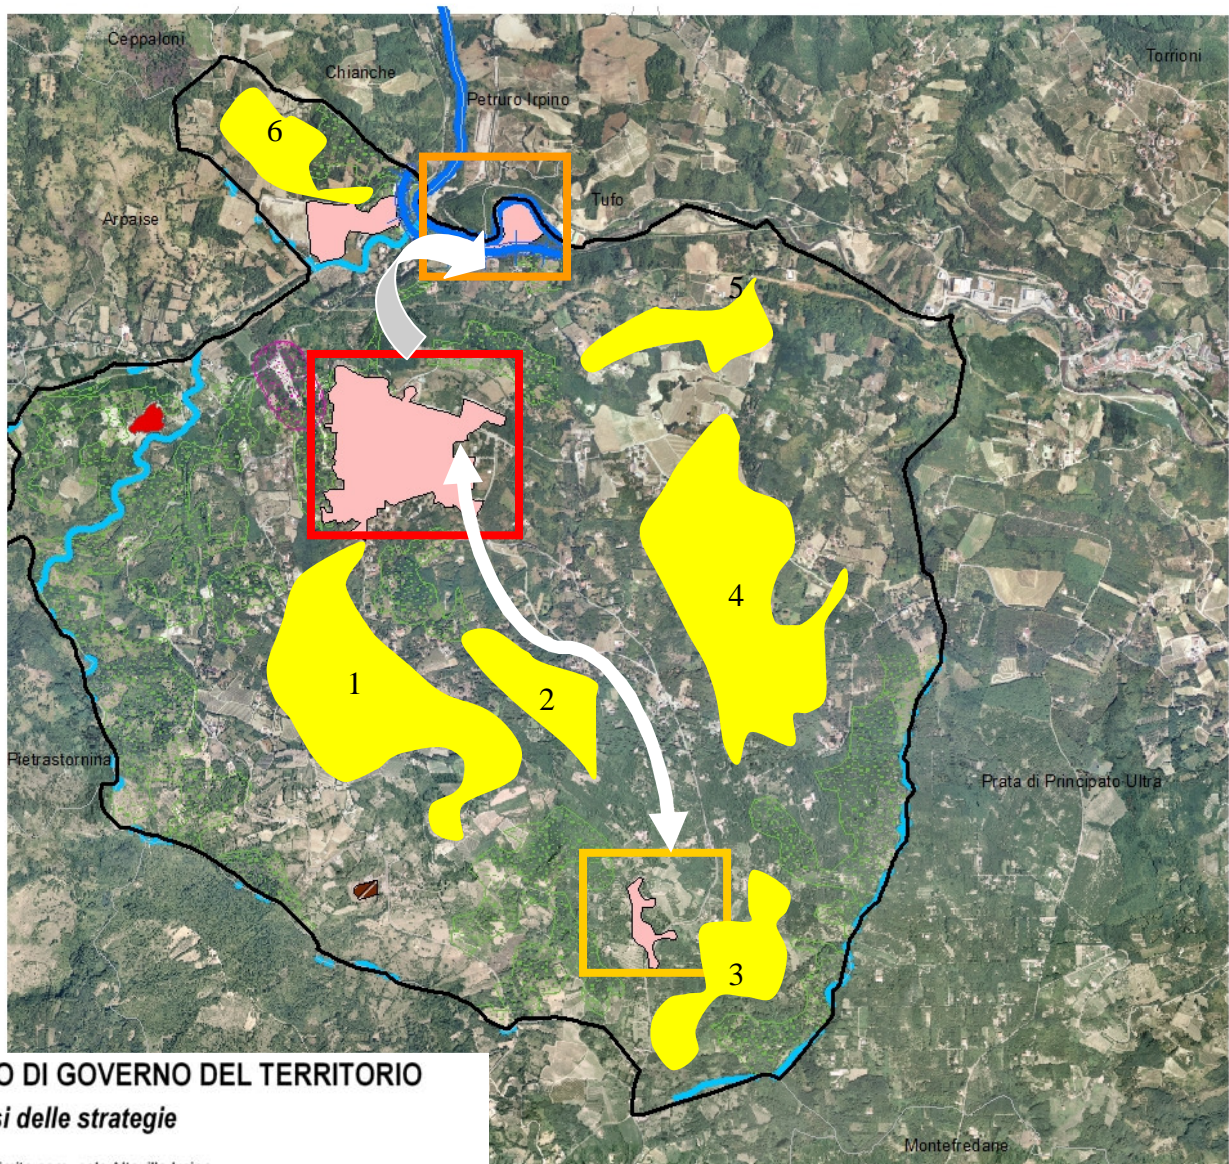 Ceppaloni
Chianche
Torrioni
Petruro Irpino
6
Arpaise
Tufo
5
4
1
2
Pietrastornina
Prata di Principato Ultra
3
O DI GOVERNO DEL TERRITORIO
si delle strategie
Montefredane